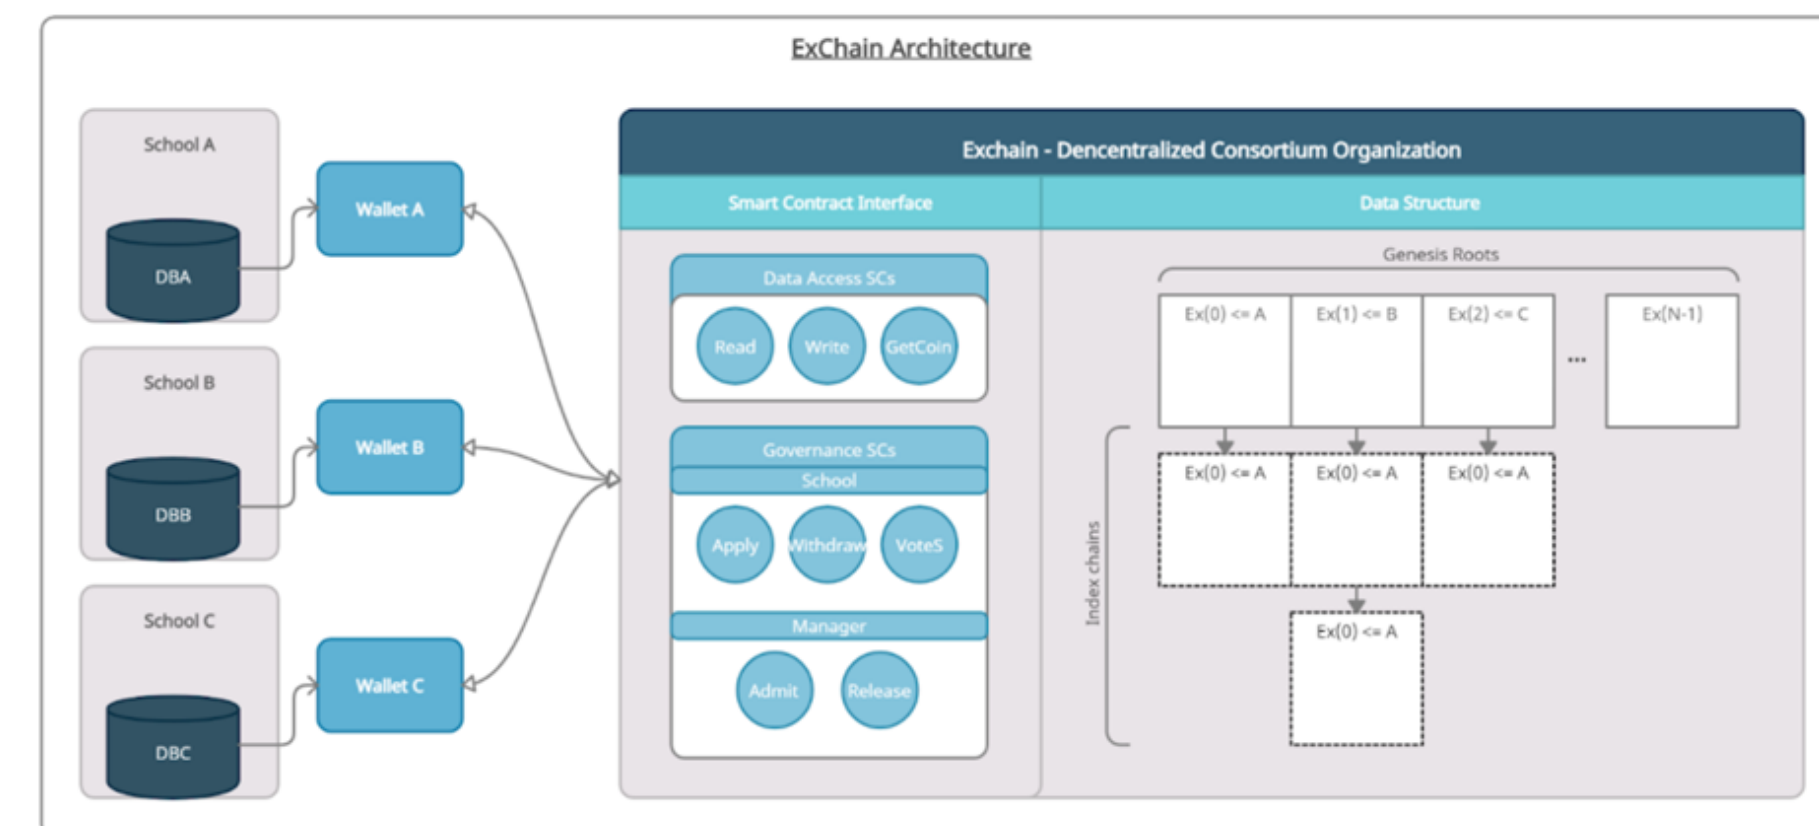 ExChain Architecture
School A
DBA
Wallet A
School B
DBB
Wallet B
School C
DBC
Wallet C
Exchain - Dencentralized Consortium Organization
Smart Contract Interface
Data Access SCs
Read Write GetCoin
Governance SCs
School
Apply Withdraw VoteS
Manager
Admit Release
Data Structure
Genesis Roots
Ex(0) <= A Ex(1) <= B Ex(2) <= C ... Ex(N-1)
Index chains
Ex(0) <= A Ex(0) <= A Ex(0) <= A
Ex(0) <= A